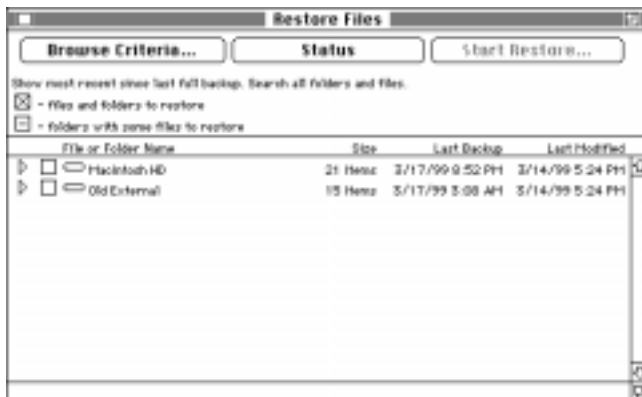 Restore Files
Browse Criteria... Status Start Restore...
Show most recent since last full backup. Search all folders and files.
- files and folders to restore
- folders with some files to restore
File or Folder Name Size Last Backup Last Modified
Macintosh HD 21 items 3/17/99 8:52 PM 3/14/99 5:24 PM
Old External 15 items 3/17/99 3:08 AM 3/14/99 5:24 PM